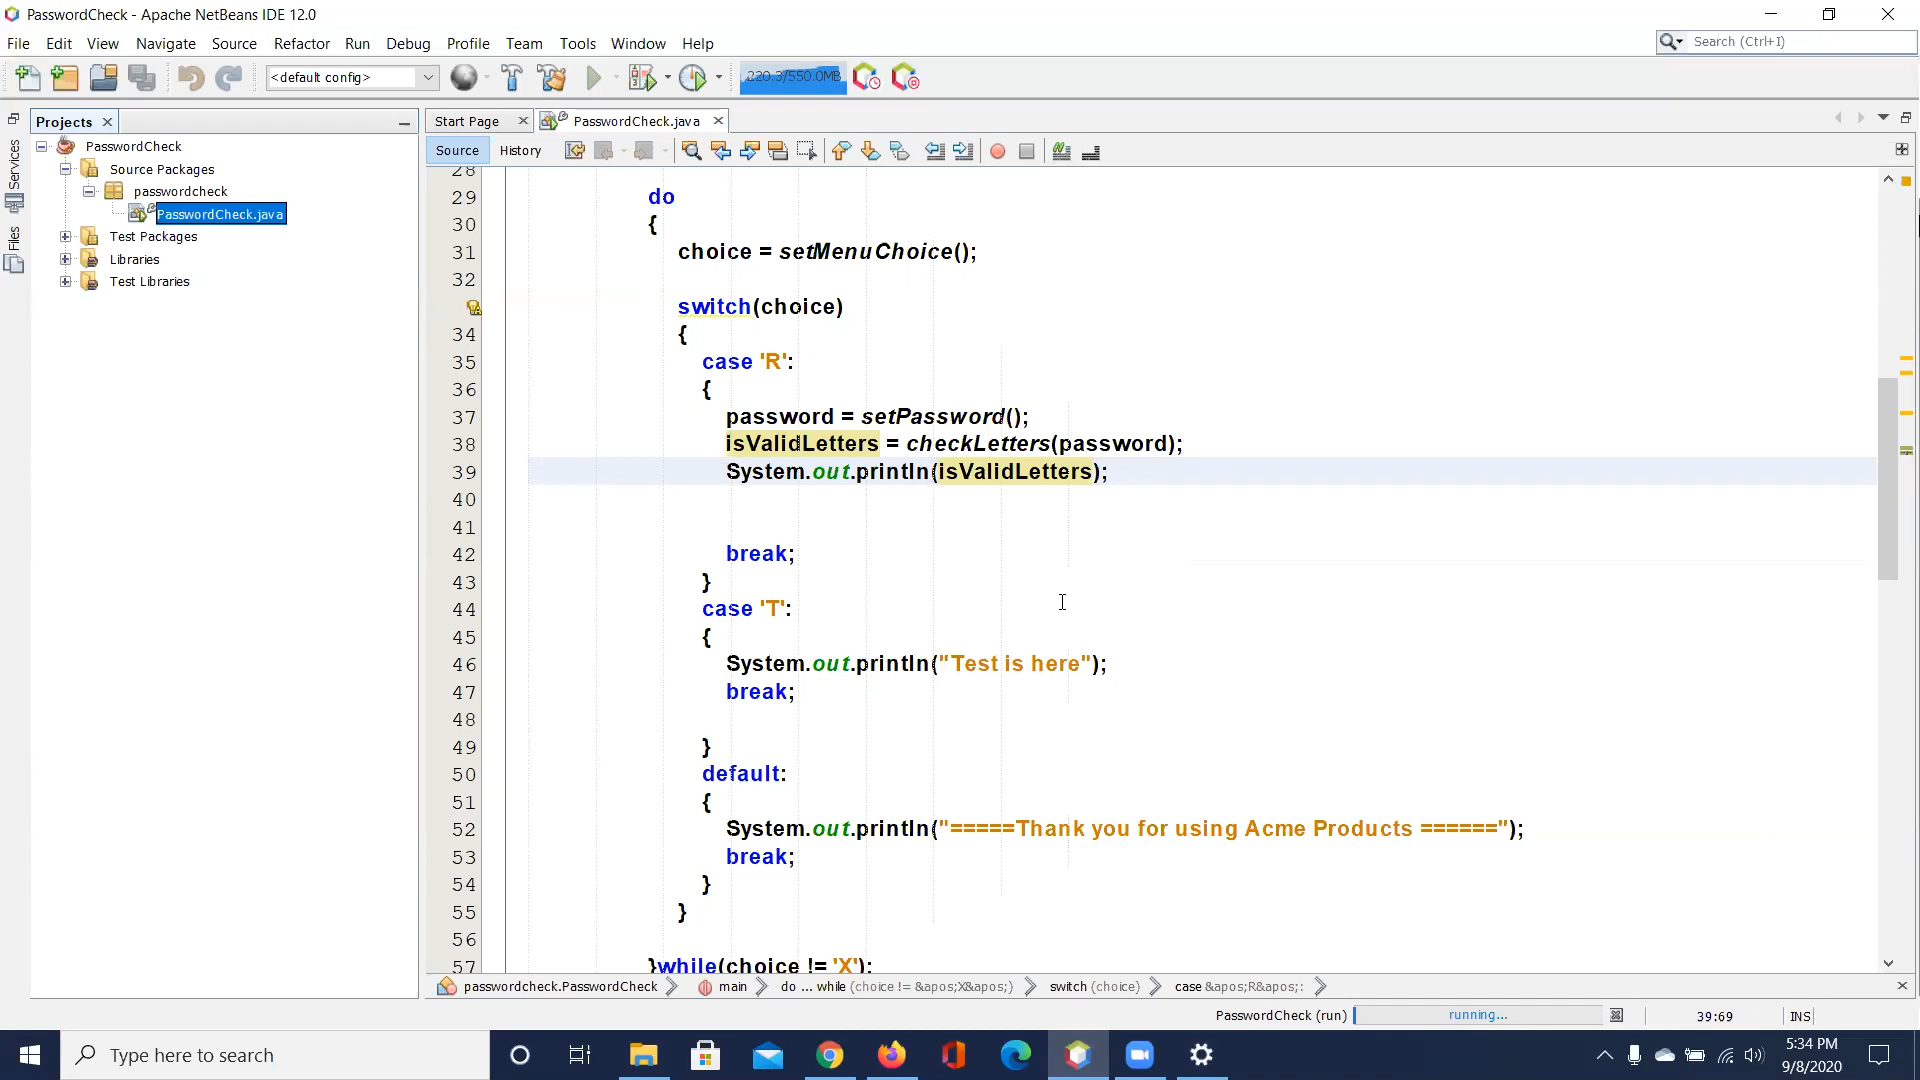 PasswordCheck - Apache NetBeans IDE 12.0
File Edit View Navigate Source Refactor Run Debug Profile Team Tools Window Help
Search (Ctrl+I)
<default config>
220.3/550.0MB
Projects
Start Page
PasswordCheck.java
Source
History
Services
Files
PasswordCheck
Source Packages
passwordcheck
PasswordCheck.java
Test Packages
Libraries
Test Libraries
28
29 do
30 {
31 choice = setMenuChoice();
32
switch(choice)
34 {
35 case 'R':
36 {
37 password = setPassword();
38 isValidLetters = checkLetters(password);
39 System.out.println(isValidLetters);
40
41
42 break;
43 }
44 case 'T':
45 {
46 System.out.println("Test is here");
47 break;
48
49 }
50 default:
51 {
52 System.out.println("=====Thank you for using Acme Products ======");
53 break;
54 }
55 }
56
57 }while(choice != 'X');
passwordcheck.PasswordCheck main do ... while (choice != &apos;X&apos;) switch (choice) case &apos;R&apos;:
PasswordCheck (run) running... 39:69 INS
Type here to search
5:34 PM
9/8/2020